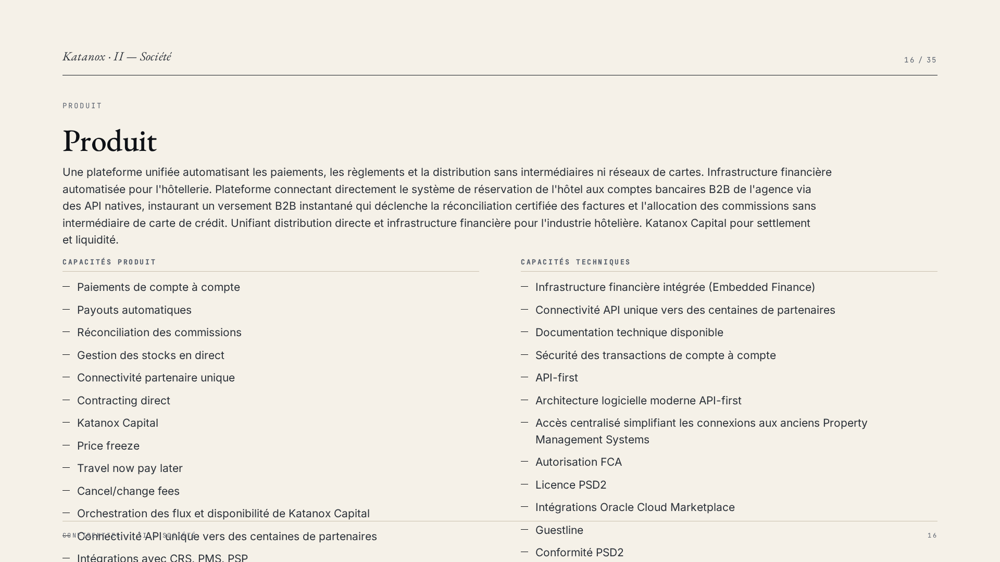 Katanox · II — Société
16 / 35
PRODUIT
Produit
Une plateforme unifiée automatisant les paiements, les règlements et la distribution sans intermédiaires ni réseaux de cartes. Infrastructure financière
automatisée pour l'hôtellerie. Plateforme connectant directement le système de réservation de l'hôtel aux comptes bancaires B2B de l'agence via
des API natives, instaurant un versement B2B instantané qui déclenche la réconciliation certifiée des factures et l'allocation des commissions sans
intermédiaire de carte de crédit. Unifiant distribution directe et infrastructure financière pour l'industrie hôtelière. Katanox Capital pour settlement
et liquidité.
CAPACITÉS PRODUIT
— Paiements de compte à compte
— Payouts automatiques
— Réconciliation des commissions
— Gestion des stocks en direct
— Connectivité partenaire unique
— Contracting direct
— Katanox Capital
— Price freeze
— Travel now pay later
— Cancel/change fees
— Orchestration des flux et disponibilité de Katanox Capital
— Connectivité API unique vers des centaines de partenaires
— Intégrations avec CRS, PMS, PSP
CAPACITÉS TECHNIQUES
— Infrastructure financière intégrée (Embedded Finance)
— Connectivité API unique vers des centaines de partenaires
— Documentation technique disponible
— Sécurité des transactions de compte à compte
— API-first
— Architecture logicielle moderne API-first
— Accès centralisé simplifiant les connexions aux anciens Property
Management Systems
— Autorisation FCA
— Licence PSD2
— Intégrations Oracle Cloud Marketplace
— Guestline
— Conformité PSD2
CONFIDENTIEL · II — SOCIÉTÉ
16